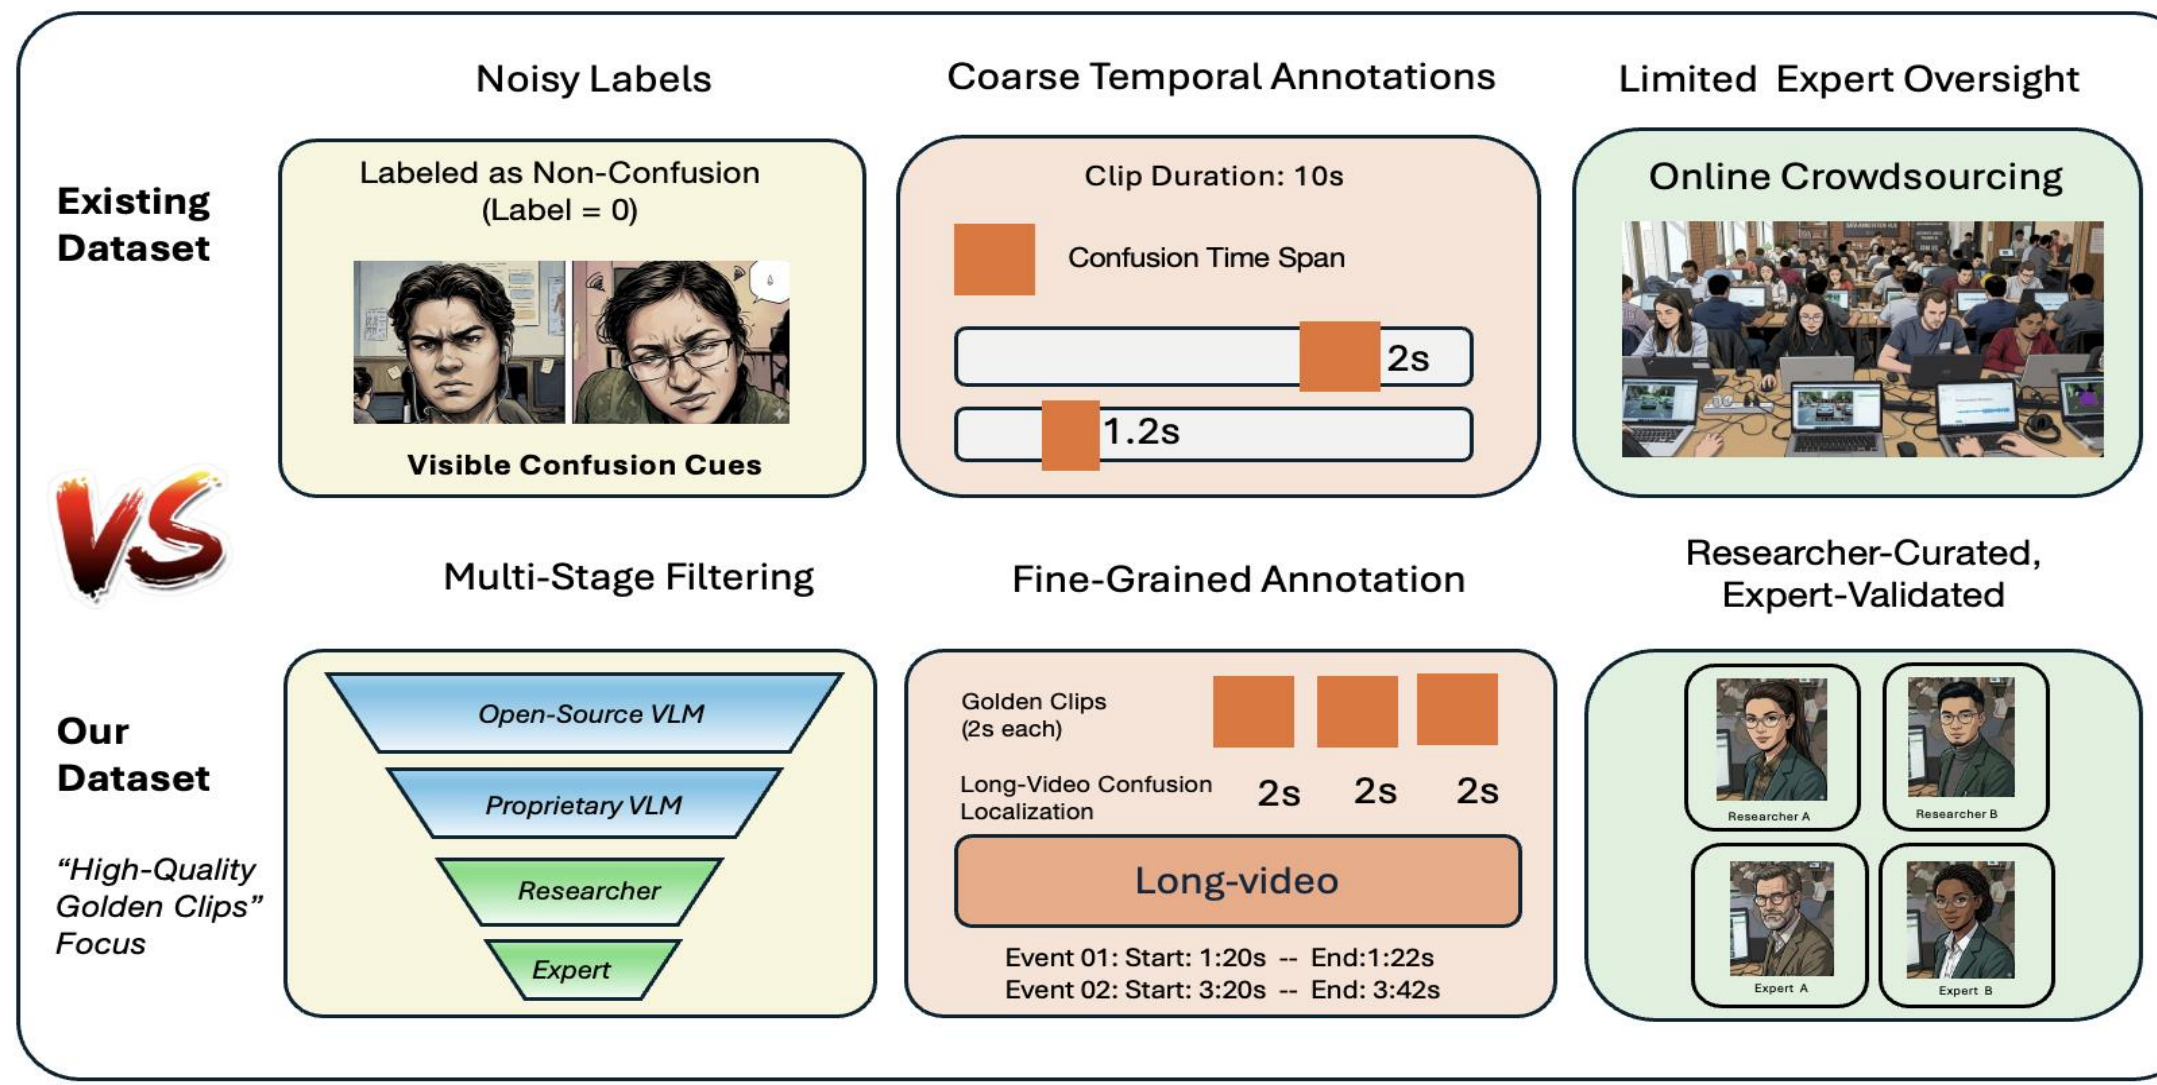 Noisy Labels
Coarse Temporal Annotations
Limited Expert Oversight
Existing
Dataset
Labeled as Non-Confusion
(Label = 0)
Visible Confusion Cues
Clip Duration: 10s
Confusion Time Span
2s
1.2s
Online Crowdsourcing
VS
Multi-Stage Filtering
Fine-Grained Annotation
Researcher-Curated,
Expert-Validated
Our
Dataset
“High-Quality
Golden Clips”
Focus
Open-Source VLM
Proprietary VLM
Researcher
Expert
Golden Clips
(2s each)
Long-Video Confusion
Localization
2s
2s
2s
Long-video
Event 01: Start: 1:20s -- End:1:22s
Event 02: Start: 3:20s -- End: 3:42s
Researcher A
Researcher B
Expert A
Expert B